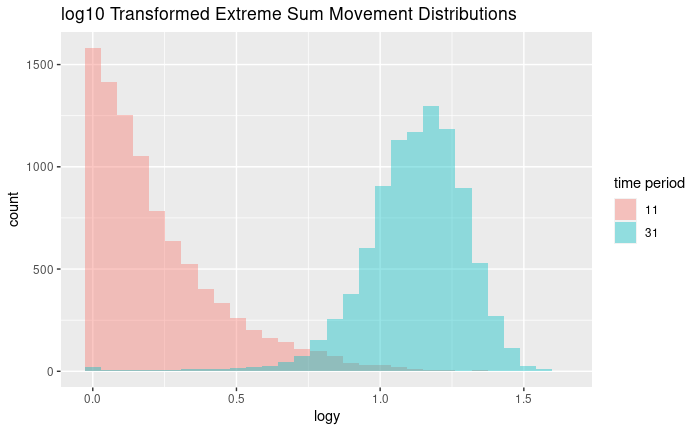 log10 Transformed Extreme Sum Movement Distributions
1500
1000
500
0
count
0.0 0.5 1.0 1.5
logy
time period
11
31